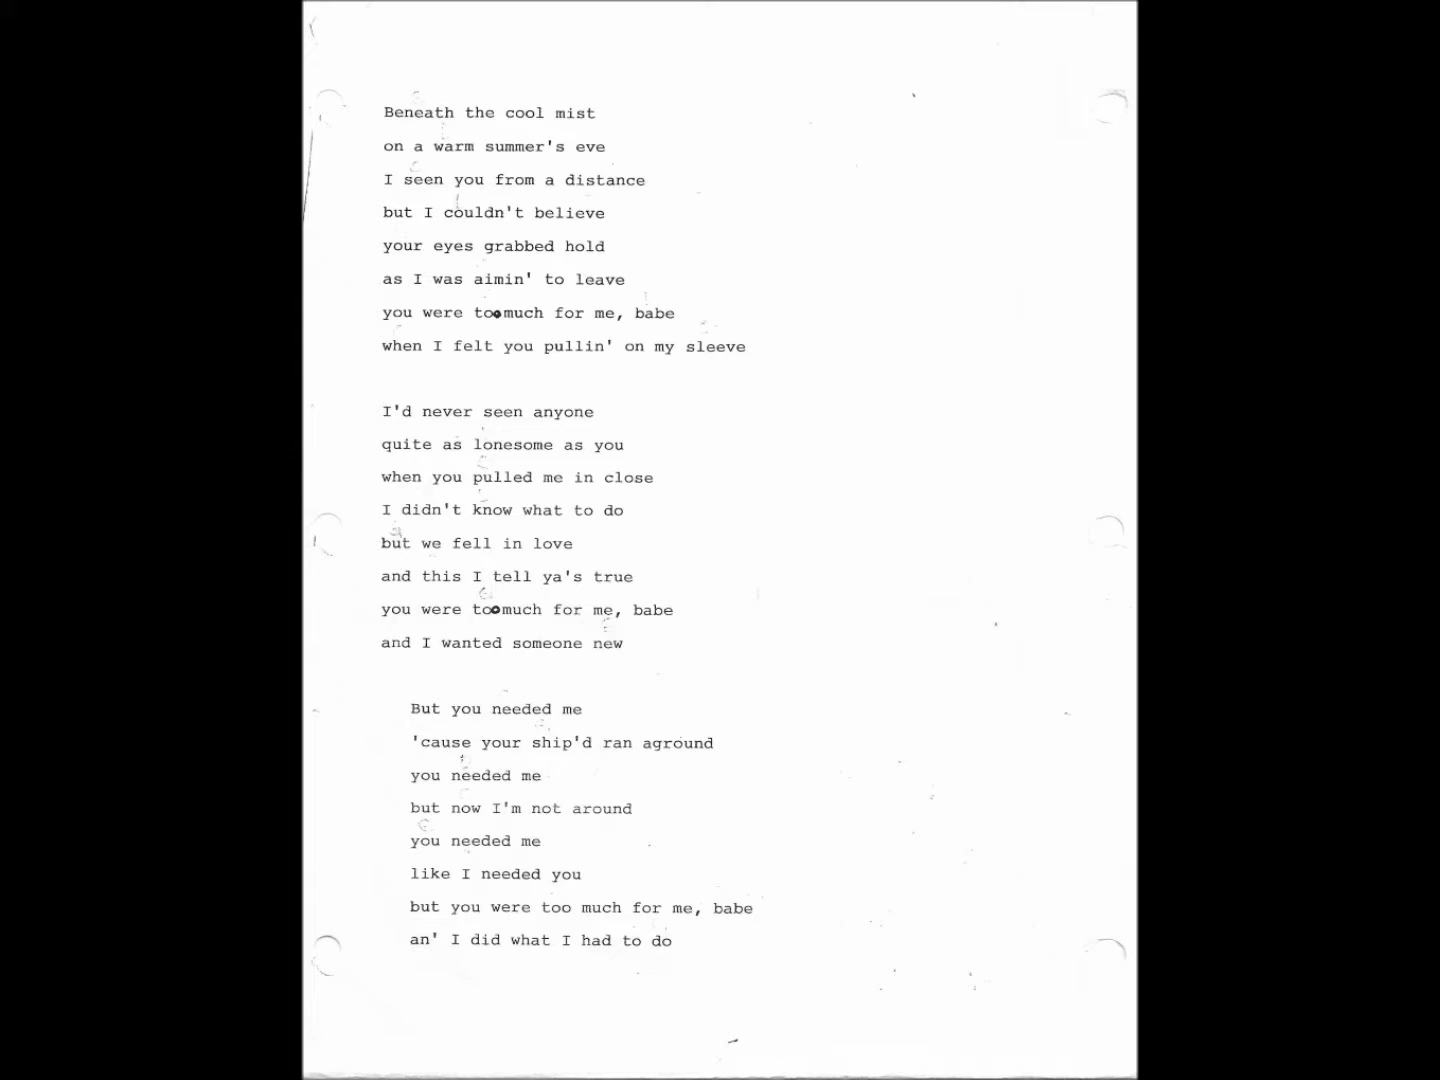 Beneath the cool mist
on a warm summer's eve
I seen you from a distance
but I couldn't believe
your eyes grabbed hold
as I was aimin' to leave
you were too much for me, babe
when I felt you pullin' on my sleeve
I'd never seen anyone
quite as lonesome as you
when you pulled me in close
I didn't know what to do
but we fell in love
and this I tell ya's true
you were too much for me, babe
and I wanted someone new
But you needed me
'cause your ship'd ran aground
you needed me
but now I'm not around
you needed me
like I needed you
but you were too much for me, babe
an' I did what I had to do